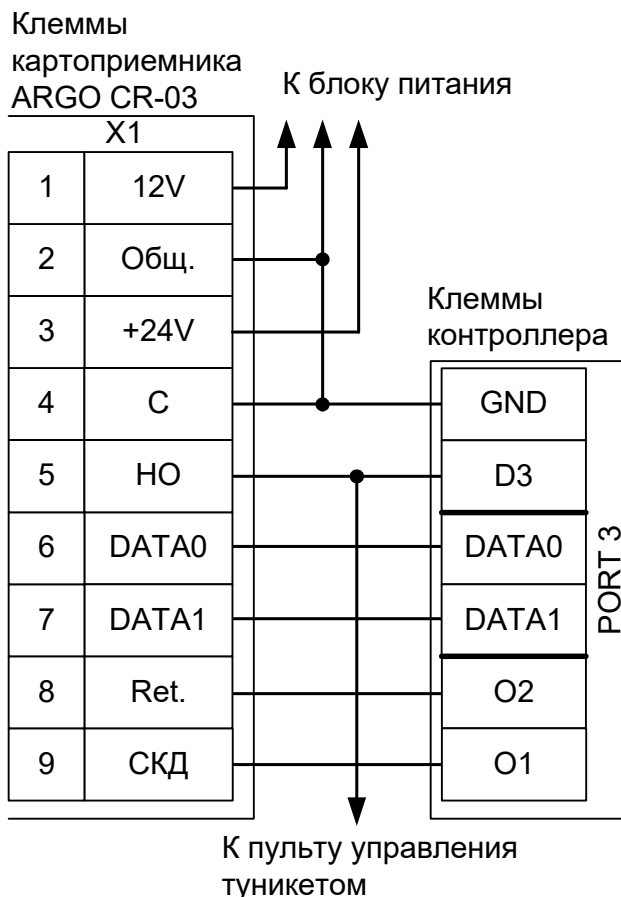 Клеммы
картоприемника
ARGO CR-03
К блоку питания
X1
1 12V
2 Общ.
3 +24V
4 С
5 НО
6 DATA0
7 DATA1
8 Ret.
9 СКД
Клеммы
контроллера
GND
D3
DATA0
DATA1
O2
O1
PORT 3
К пульту управления
туникетом